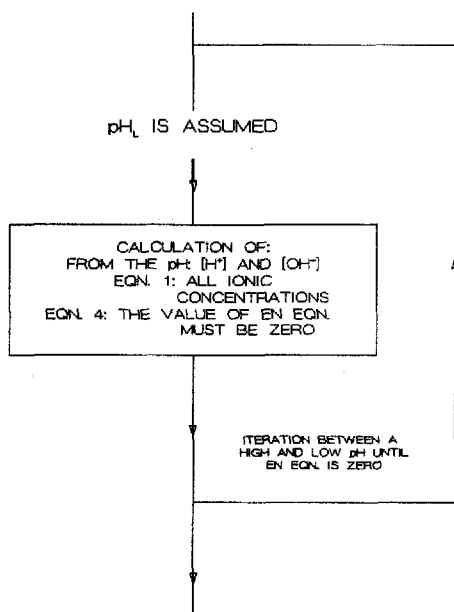 pH_L IS ASSUMED
CALCULATION OF:
FROM THE pH: [H⁺] AND [OH⁻]
EQN. 1: ALL IONIC
CONCENTRATIONS
EQN. 4: THE VALUE OF EN EQN.
MUST BE ZERO
ITERATION BETWEEN A
HIGH AND LOW pH UNTIL
EN EQN. IS ZERO